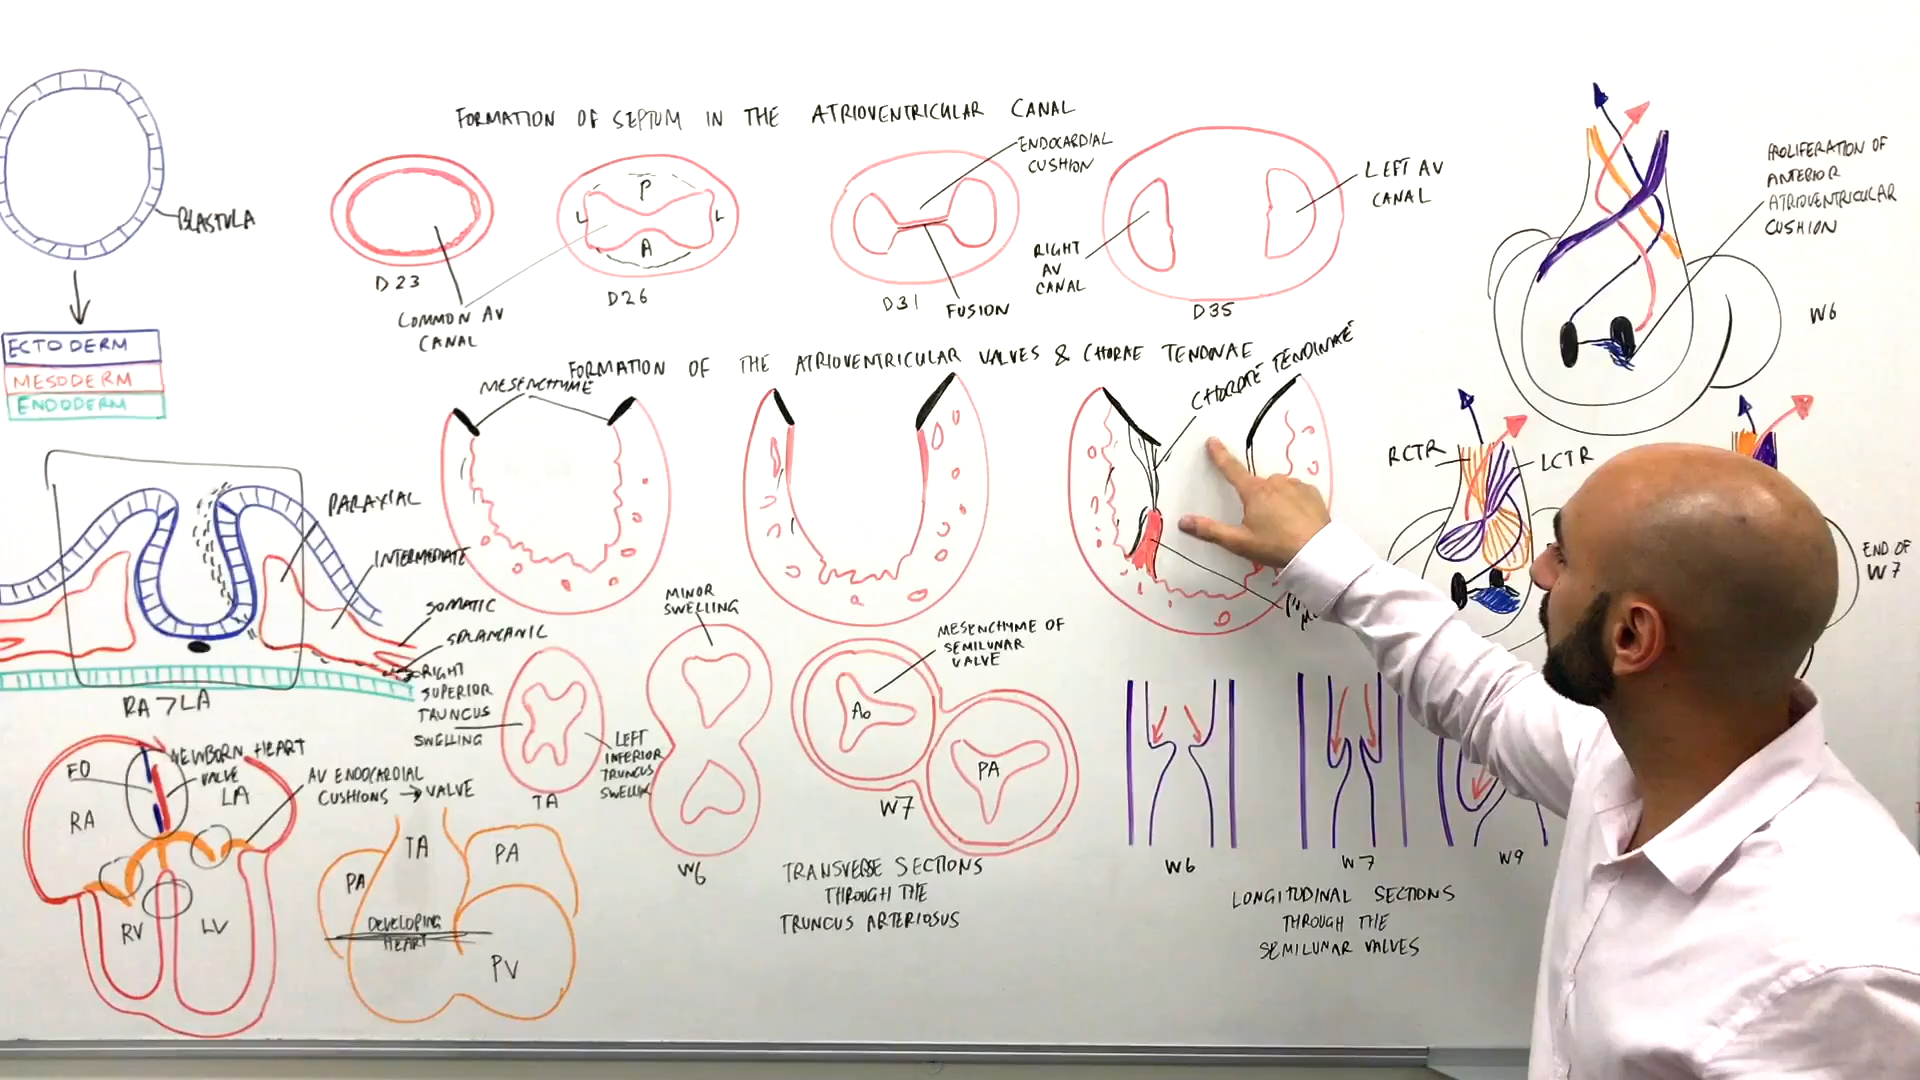 FORMATION OF SEPTUM IN THE ATRIOVENTRICULAR CANAL
BLASTULA
ECTODERM
MESODERM
ENDODERM
D23
COMMON AV
CANAL
P
L
L
A
D26
ENDOCARDIAL
CUSHION
D31
FUSION
RIGHT
AV
CANAL
LEFT AV
CANAL
D35
PROLIFERATION OF
ANTERIOR
ATRIOVENTRICULAR
CUSHION
W6
FORMATION OF THE ATRIOVENTRICULAR VALVES & CHORAE TENDINAE
MESENCHYME
CHORDAE TENDINAE
RCTR
LCTR
END OF
W7
PARAXIAL
INTERMEDIATE
SOMATIC
SPLANCANIC
RA > LA
RIGHT
SUPERIOR
TRUNCUS
SWELLING
LEFT
INFERIOR
TRUNCUS
TA
MINOR
SWELLING
W6
MESENCHYME OF
SEMILUNAR
VALVE
Ao
PA
W7
TRANSVERSE SECTIONS
THROUGH THE
TRUNCUS ARTERIOSUS
W6
W7
W9
LONGITUDINAL SECTIONS
THROUGH THE
SEMILUNAR VALVES
NEWBORN HEART
FO
VALVE
LA
RA
RV
LV
AV ENDOCARDIAL
CUSHIONS → VALVE
TA
PA
PA
DEVELOPING
HEART
PV